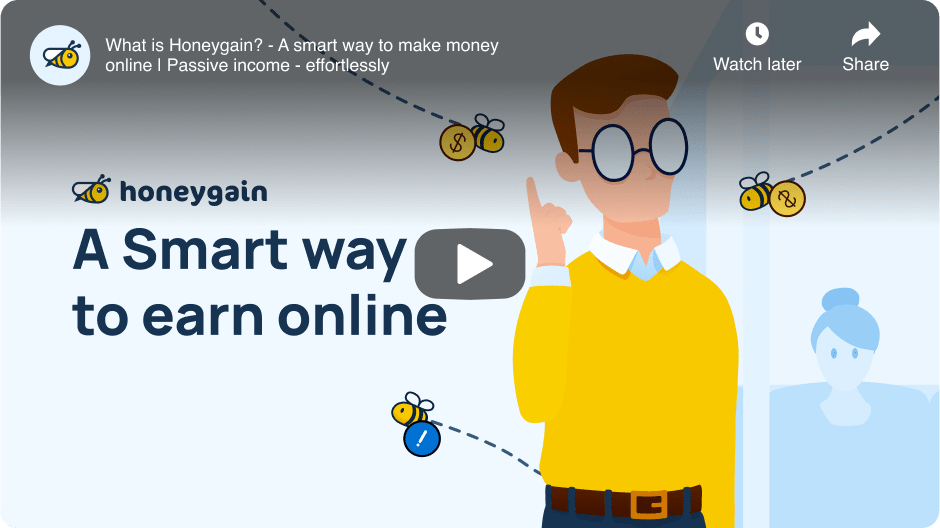 What is Honeygain? - A smart way to make money
online | Passive income - effortlessly
Watch later
Share
$
$
honeygain
A Smart way
to earn online
!